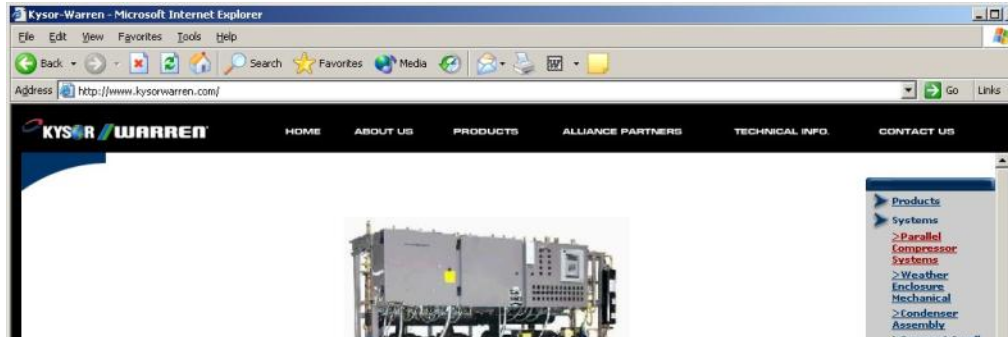 Kysor-Warren - Microsoft Internet Explorer
File Edit View Favorites Tools Help
Back Search Favorites Media
Address http://www.kysorwarren.com/ Go Links
KYSOR//WARREN HOME ABOUT US PRODUCTS ALLIANCE PARTNERS TECHNICAL INFO. CONTACT US
Products
Systems
>Parallel
Compressor
Systems
>Weather
Enclosure
Mechanical
>Condenser
Assembly